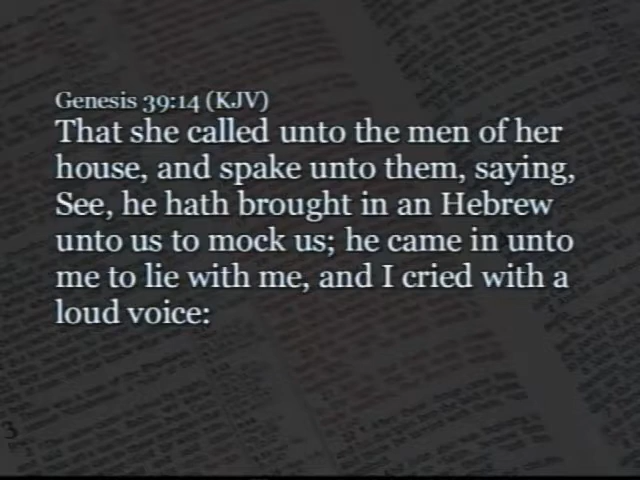 Genesis 39:14 (KJV)
That she called unto the men of her
house, and spake unto them, saying,
See, he hath brought in an Hebrew
unto us to mock us; he came in unto
me to lie with me, and I cried with a
loud voice:
3